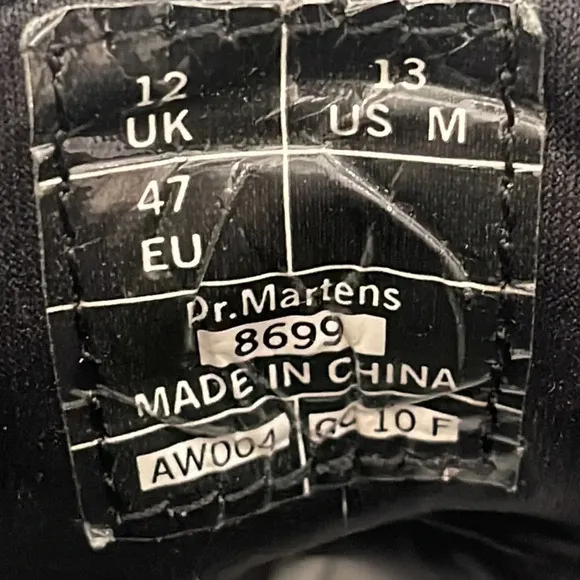 12
UK
13
US M
47
EU
Dr.Martens
8699
MADE IN CHINA
AW004
10 F